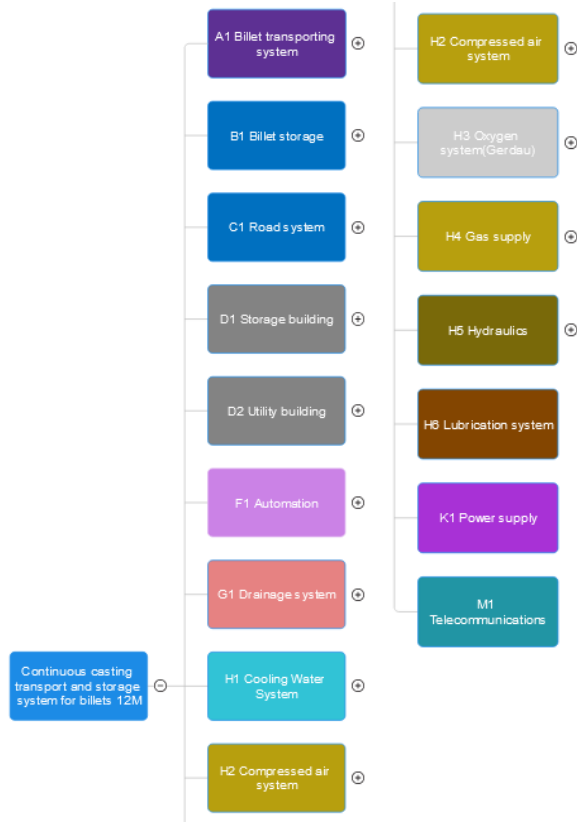 A1 Billet transporting
system
B1 Billet storage
C1 Road system
D1 Storage building
D2 Utility building
F1 Automation
G1 Drainage system
Continuous casting
transport and storage
system for billets 12M
H1 Cooling Water
System
H2 Compressed air
system
H2 Compressed air
system
H3 Oxygen
system(Gerdau)
H4 Gas supply
H5 Hydraulics
H6 Lubrication system
K1 Power supply
M1
Telecommunications